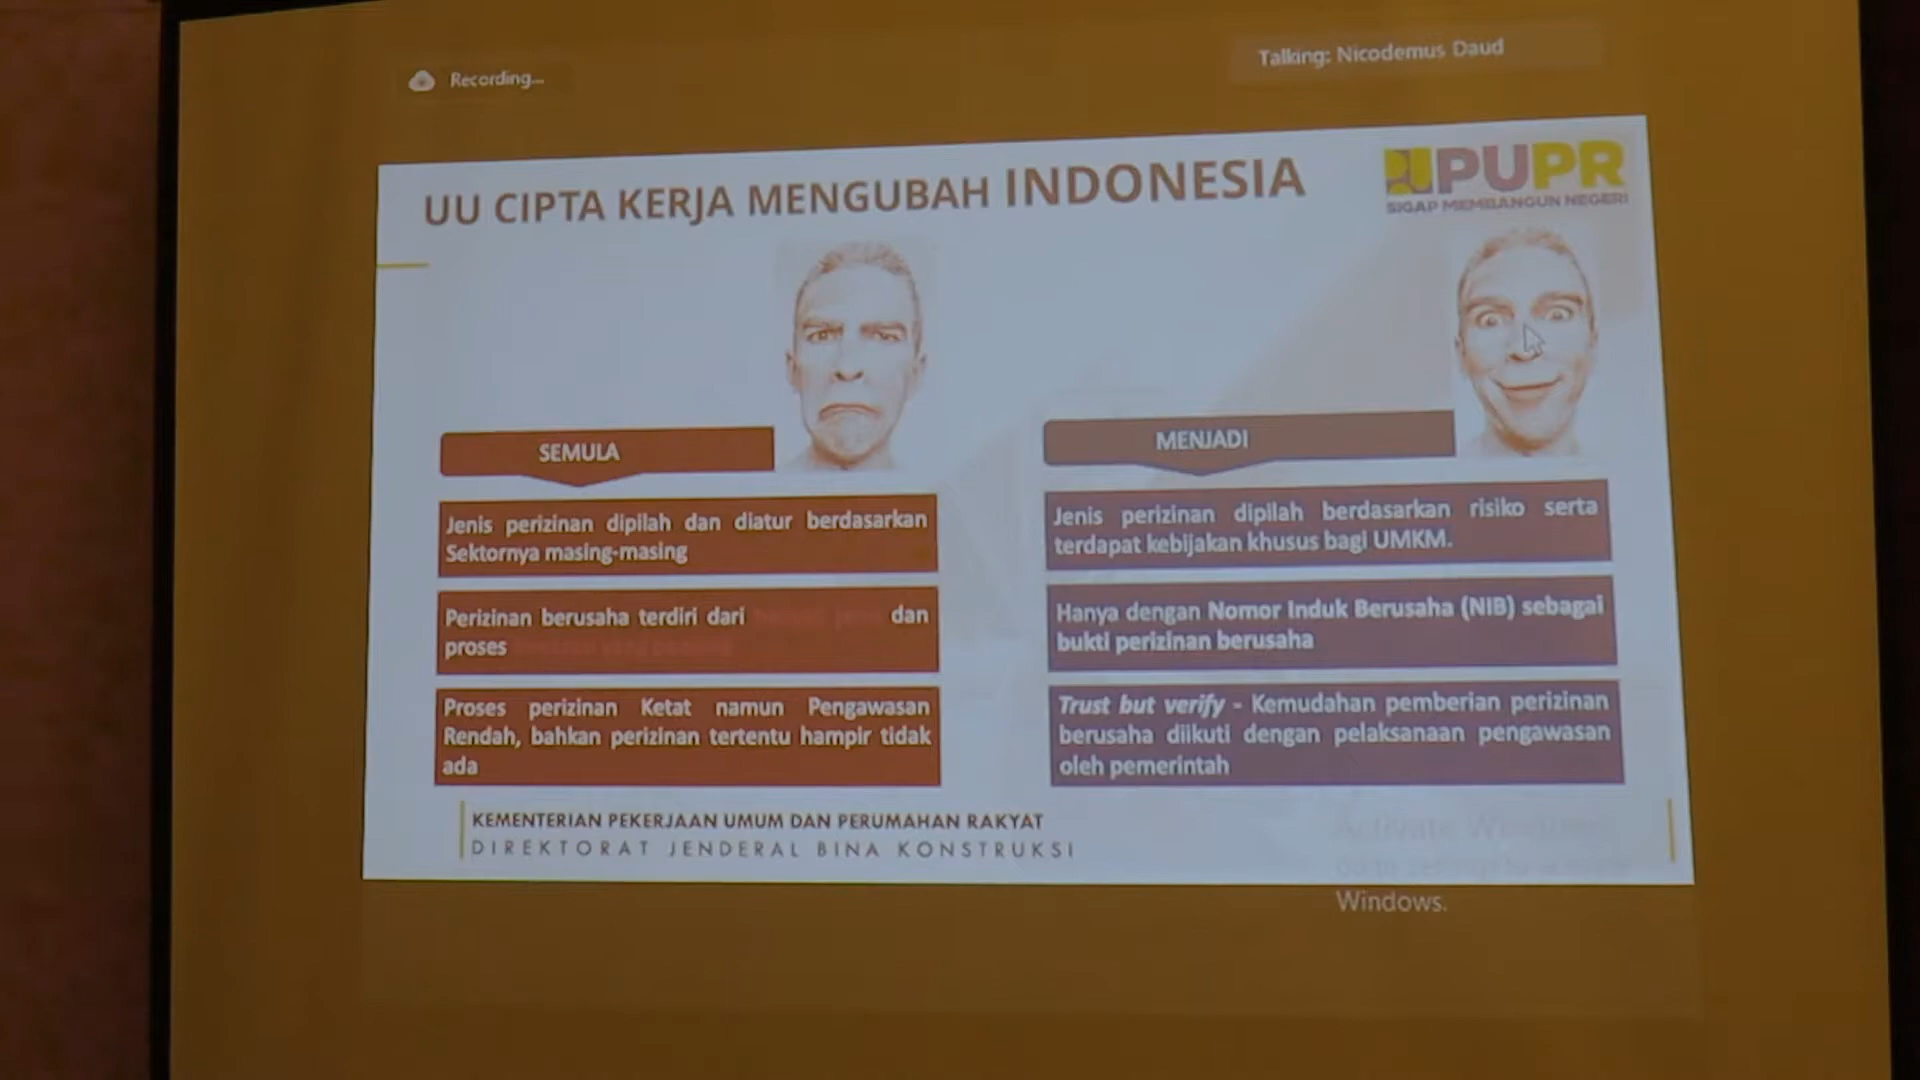 Recording...
Talking: Nicodemus Daud
UU CIPTA KERJA MENGUBAH INDONESIA
PUPR
SIGAP MEMBANGUN NEGERI
SEMULA
Jenis perizinan dipilah dan diatur berdasarkan
Sektornya masing-masing
Perizinan berusaha terdiri dari dan
proses
Proses perizinan Ketat namun Pengawasan
Rendah, bahkan perizinan tertentu hampir tidak
ada
MENJADI
Jenis perizinan dipilah berdasarkan risiko serta
terdapat kebijakan khusus bagi UMKM.
Hanya dengan Nomor Induk Berusaha (NIB) sebagai
bukti perizinan berusaha
Trust but verify - Kemudahan pemberian perizinan
berusaha diikuti dengan pelaksanaan pengawasan
oleh pemerintah
KEMENTERIAN PEKERJAAN UMUM DAN PERUMAHAN RAKYAT
DIREKTORAT JENDERAL BINA KONSTRUKSI
Activate Windows
Windows.